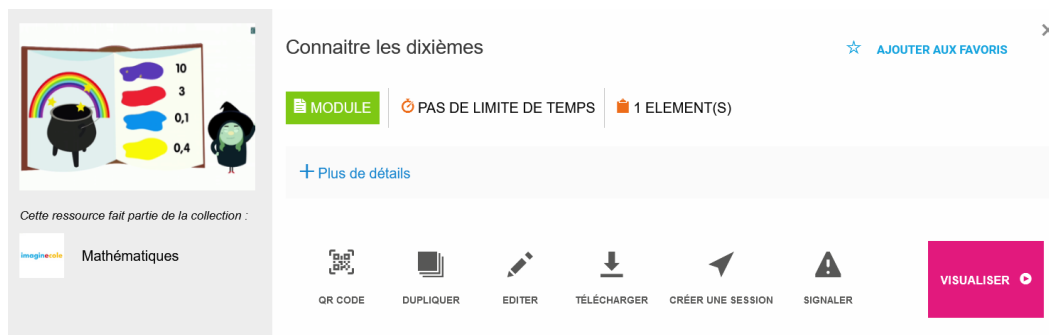 10
3
0,1
0,4
Cette ressource fait partie de la collection :
imaginecole
Mathématiques
Connaitre les dixièmes
AJOUTER AUX FAVORIS
MODULE
PAS DE LIMITE DE TEMPS
1 ELEMENT(S)
Plus de détails
QR CODE
DUPLIQUER
EDITER
TÉLÉCHARGER
CRÉER UNE SESSION
SIGNALER
VISUALISER